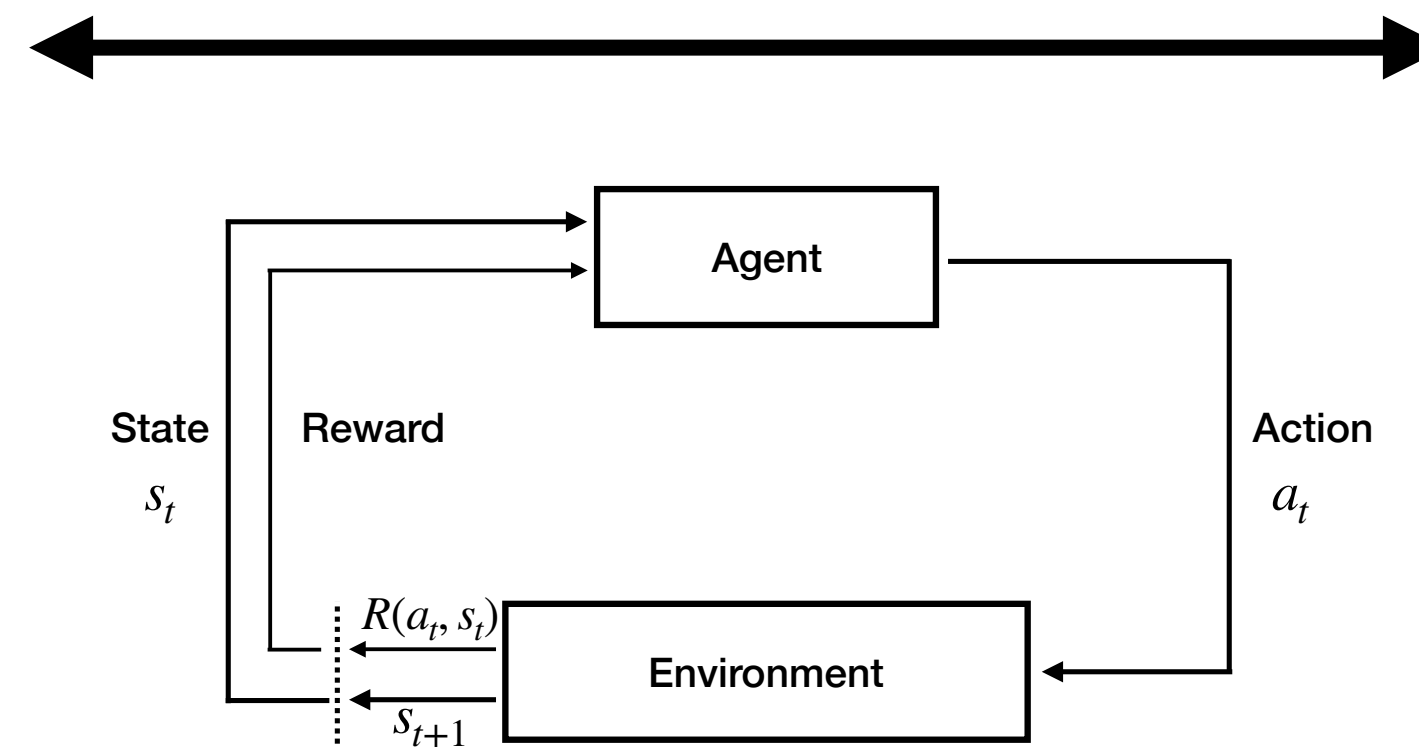 Agent
State
Reward
Action
s_t
a_t
R(a_t, s_t)
Environment
s_{t+1}